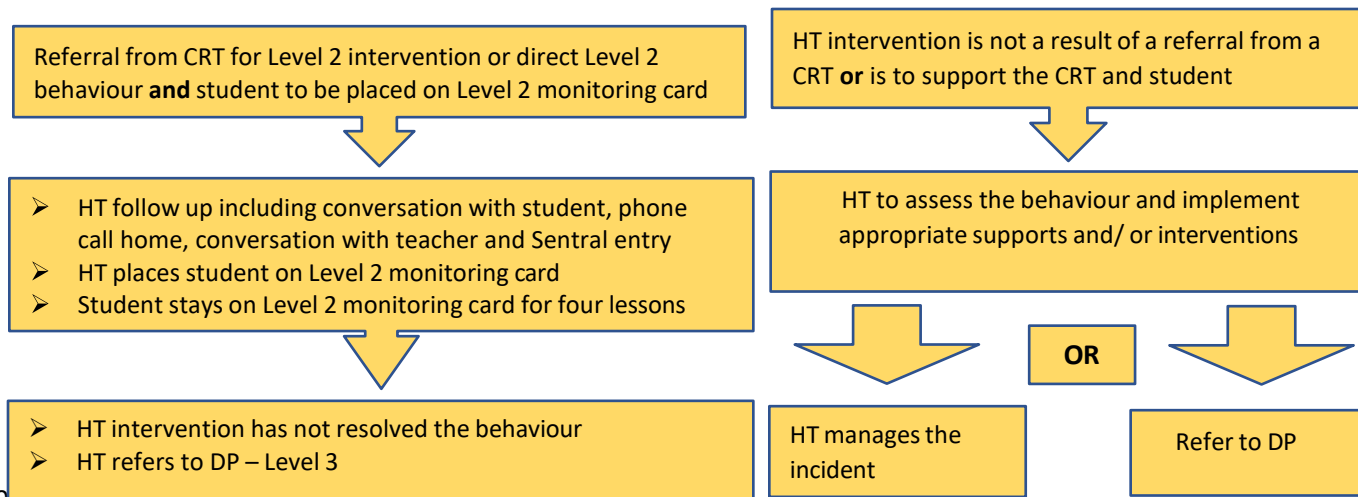 Referral from CRT for Level 2 intervention or direct Level 2
behaviour and student to be placed on Level 2 monitoring card
➢ HT follow up including conversation with student, phone
call home, conversation with teacher and Sentral entry
➢ HT places student on Level 2 monitoring card
➢ Student stays on Level 2 monitoring card for four lessons
➢ HT intervention has not resolved the behaviour
➢ HT refers to DP – Level 3
HT intervention is not a result of a referral from a
CRT or is to support the CRT and student
HT to assess the behaviour and implement
appropriate supports and/ or interventions
HT manages the
incident
OR
Refer to DP